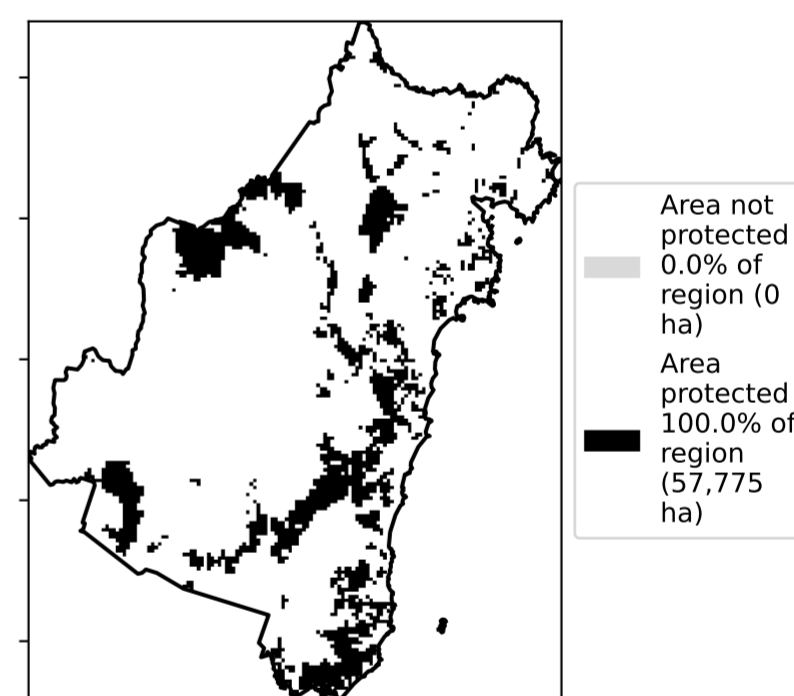 Area not
protected
0.0% of
region (0
ha)
Area
protected
100.0% of
region
(57,775
ha)